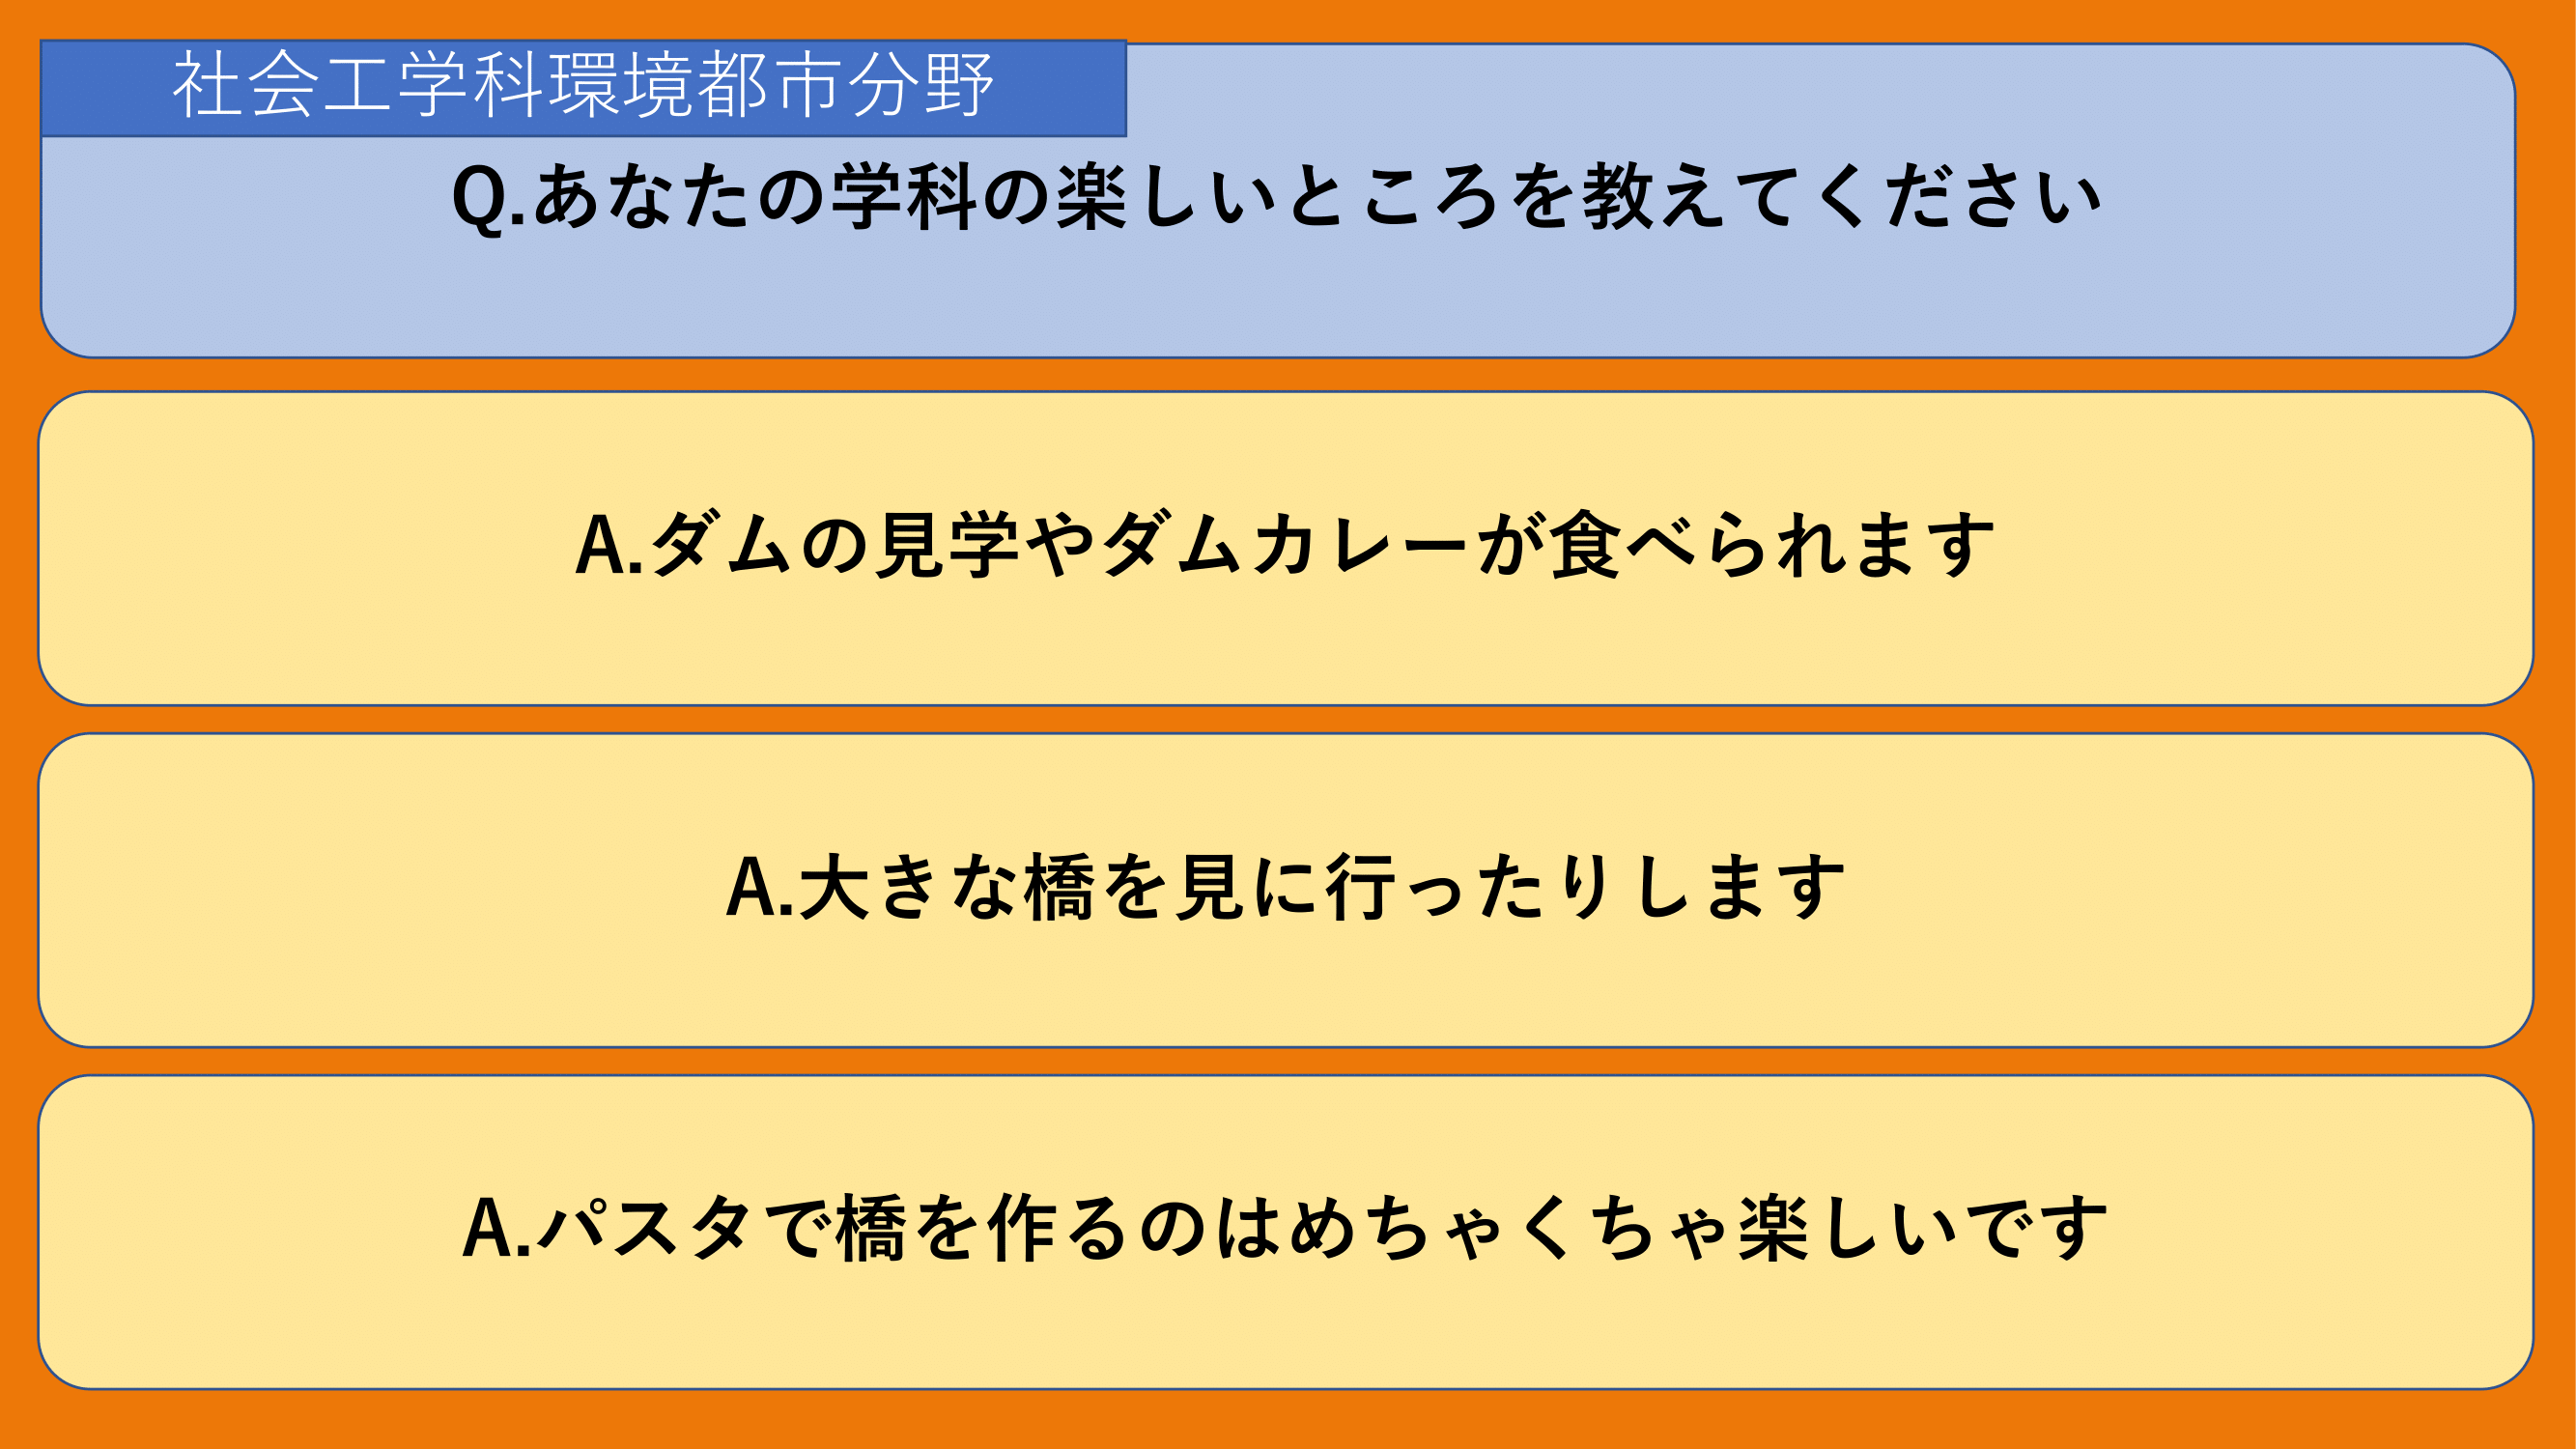 社会工学科環境都市分野
Q.あなたの学科の楽しいところを教えてください
A.ダムの見学やダムカレーが食べられます
A.大きな橋を見に行ったりします
A.パスタで橋を作るのはめちゃくちゃ楽しいです